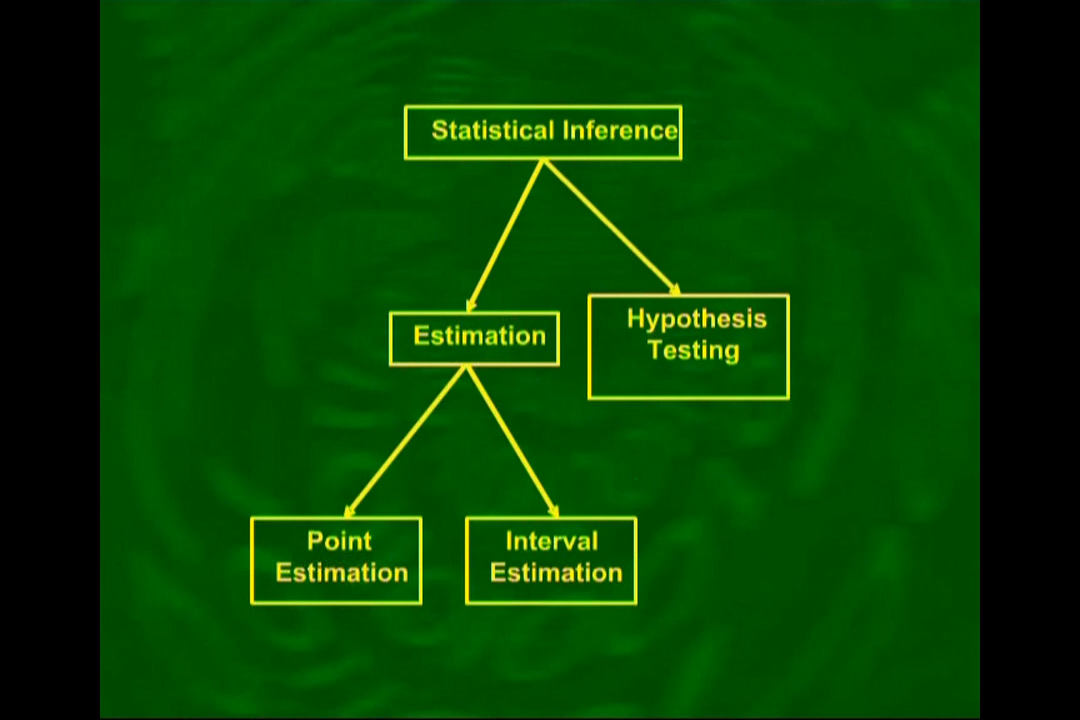 Statistical Inference
Estimation
Hypothesis
Testing
Point
Estimation
Interval
Estimation